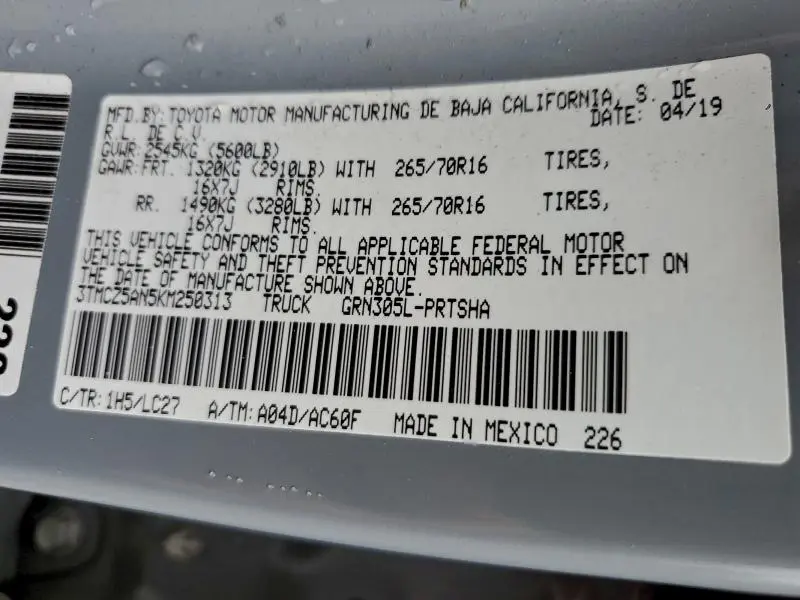 MFD.BY:TOYOTA MOTOR MANUFACTURING DE BAJA CALIFORNIA, S. DE
R.L. DE C.V. DATE: 04/19
GVWR:2545KG (5600LB)
GAWR:FRT. 1320KG (2910LB) WITH 265/70R16 TIRES,
16X7J RIMS.
RR. 1490KG (3280LB) WITH 265/70R16 TIRES,
16X7J RIMS.
THIS VEHICLE CONFORMS TO ALL APPLICABLE FEDERAL MOTOR
VEHICLE SAFETY AND THEFT PREVENTION STANDARDS IN EFFECT ON
THE DATE OF MANUFACTURE SHOWN ABOVE.
3TMCZ5AN5KM250313 TRUCK GRN305L-PRTSHA
C/TR:1H5/LC27 A/TM:A04D/AC60F MADE IN MEXICO 226